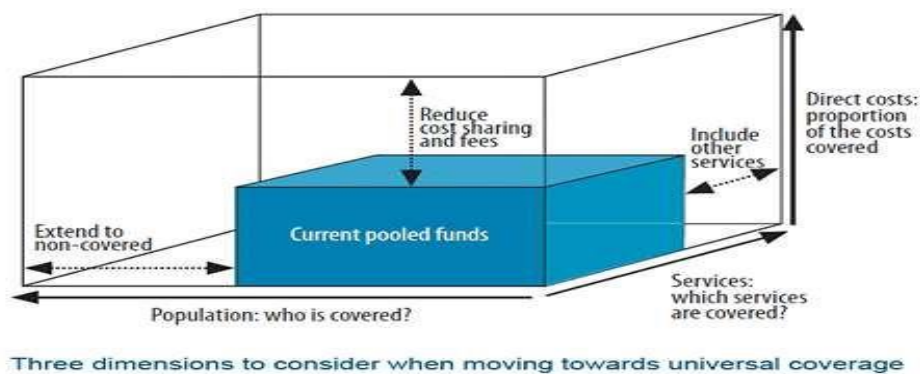 Reduce
cost sharing
and fees
Include
other
services
Direct costs:
proportion
of the costs
covered
Extend to
non-covered
Current pooled funds
Services:
which services
are covered?
Population: who is covered?
Three dimensions to consider when moving towards universal coverage